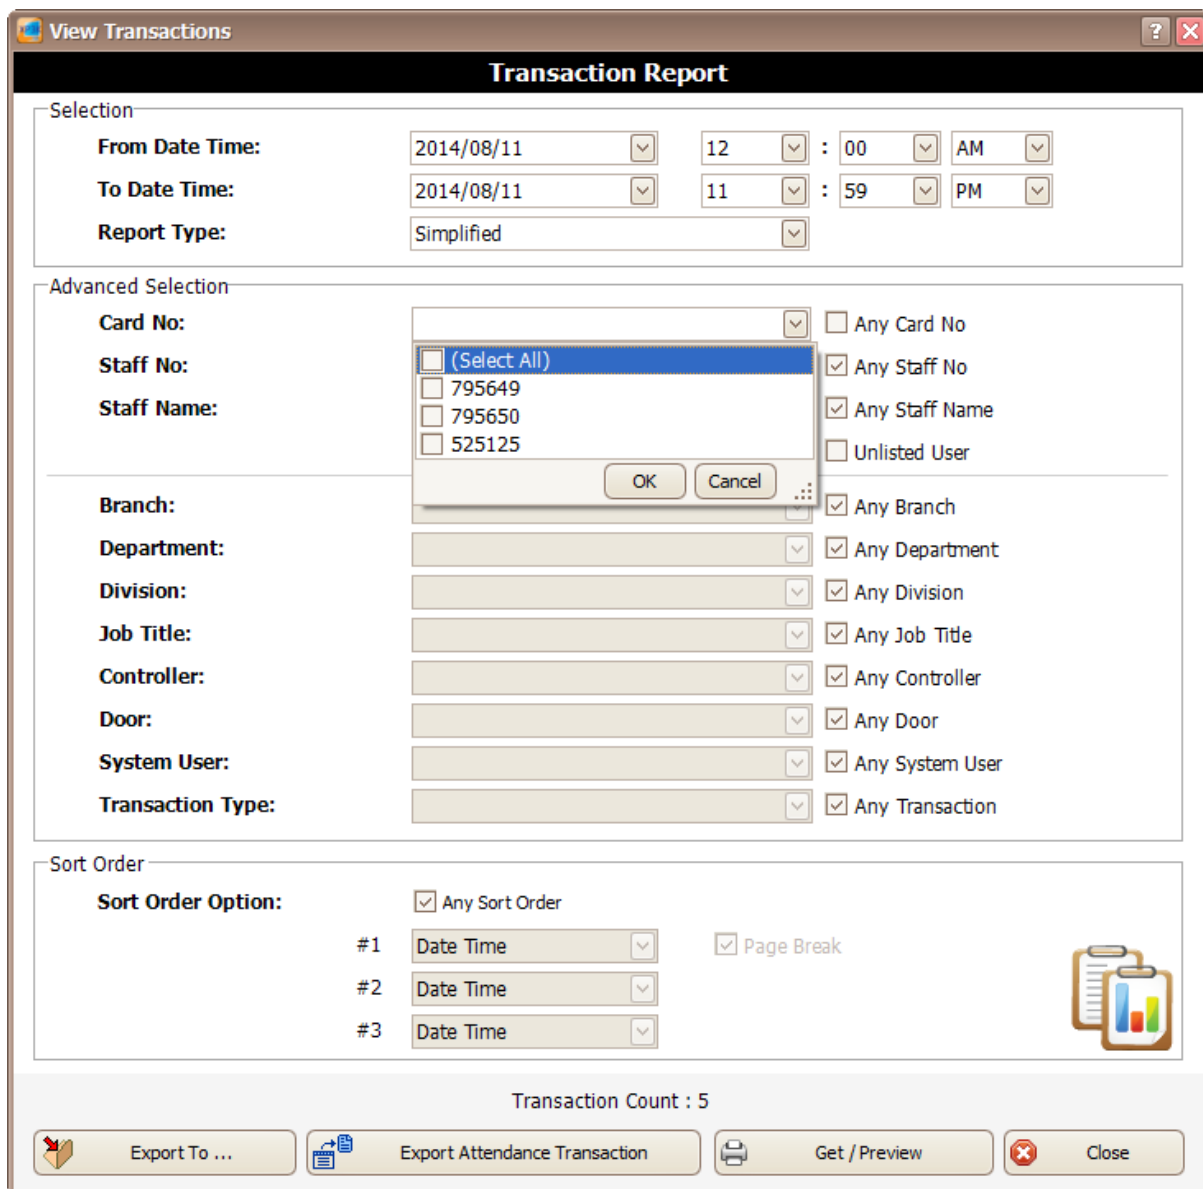 View Transactions
Transaction Report
Selection
From Date Time: 2014/08/11 12 : 00 AM
To Date Time: 2014/08/11 11 : 59 PM
Report Type: Simplified
Advanced Selection
Card No: Any Card No
(Select All)
Staff No: Any Staff No
795649
Staff Name: 795650 Any Staff Name
525125 Unlisted User
OK Cancel
Branch: Any Branch
Department: Any Department
Division: Any Division
Job Title: Any Job Title
Controller: Any Controller
Door: Any Door
System User: Any System User
Transaction Type: Any Transaction
Sort Order
Sort Order Option: Any Sort Order
#1 Date Time Page Break
#2 Date Time
#3 Date Time
Transaction Count : 5
Export To ... Export Attendance Transaction Get / Preview Close